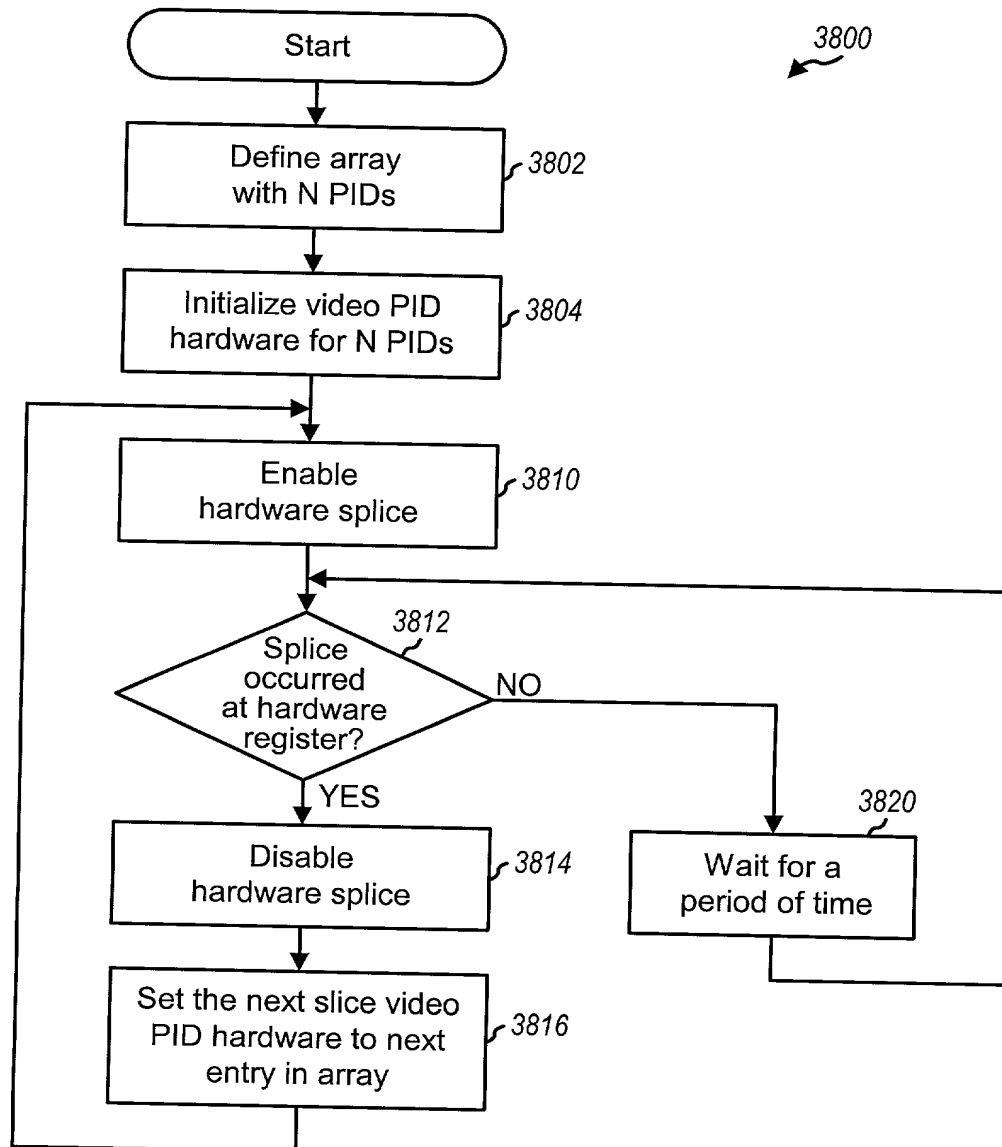 Start
3800
Define array
with N PIDs
3802
Initialize video PID
hardware for N PIDs
3804
Enable
hardware splice
3810
3812
Splice
occurred
at hardware
register?
NO
YES
3820
Disable
hardware splice
3814
Wait for a
period of time
Set the next slice video
PID hardware to next
entry in array
3816